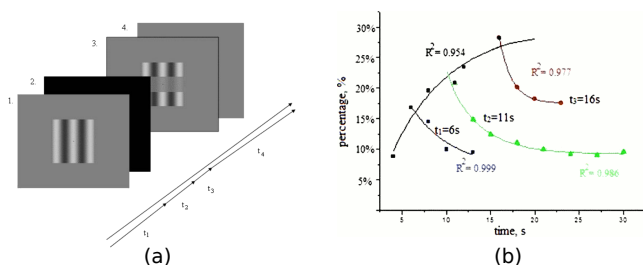 1.
2.
3.
4.
t₁
t₂
t₃
t₄
(a)
(b)
percentage, %
30%
25%
20%
15%
10%
5%
R² = 0.954
R² = 0.977
t₃=16s
t₂=11s
t₁=6s
R² = 0.999
R² = 0.986
5
10
15
20
25
30
time, s